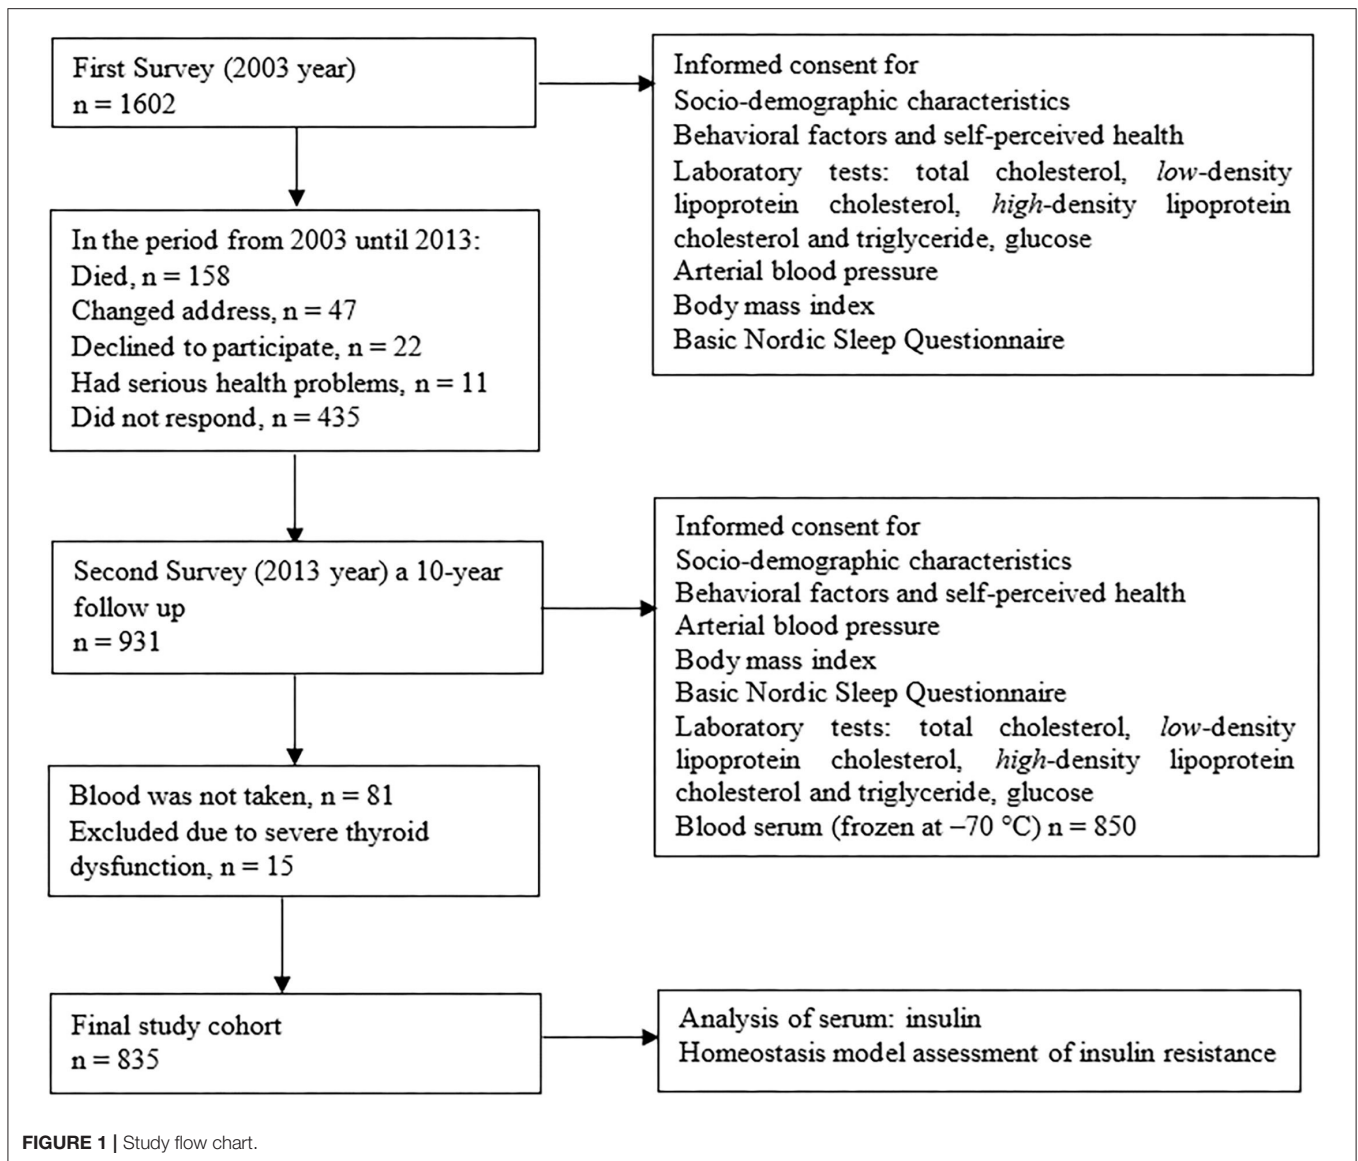 First Survey (2003 year)
n = 1602
Informed consent for
Socio-demographic characteristics
Behavioral factors and self-perceived health
Laboratory tests: total cholesterol, low-density
lipoprotein cholesterol, high-density lipoprotein
cholesterol and triglyceride, glucose
Arterial blood pressure
Body mass index
Basic Nordic Sleep Questionnaire
In the period from 2003 until 2013:
Died, n = 158
Changed address, n = 47
Declined to participate, n = 22
Had serious health problems, n = 11
Did not respond, n = 435
Second Survey (2013 year) a 10-year
follow up
n = 931
Informed consent for
Socio-demographic characteristics
Behavioral factors and self-perceived health
Arterial blood pressure
Body mass index
Basic Nordic Sleep Questionnaire
Laboratory tests: total cholesterol, low-density
lipoprotein cholesterol, high-density lipoprotein
cholesterol and triglyceride, glucose
Blood serum (frozen at –70 °C) n = 850
Blood was not taken, n = 81
Excluded due to severe thyroid
dysfunction, n = 15
Final study cohort
n = 835
Analysis of serum: insulin
Homeostasis model assessment of insulin resistance
FIGURE 1 | Study flow chart.